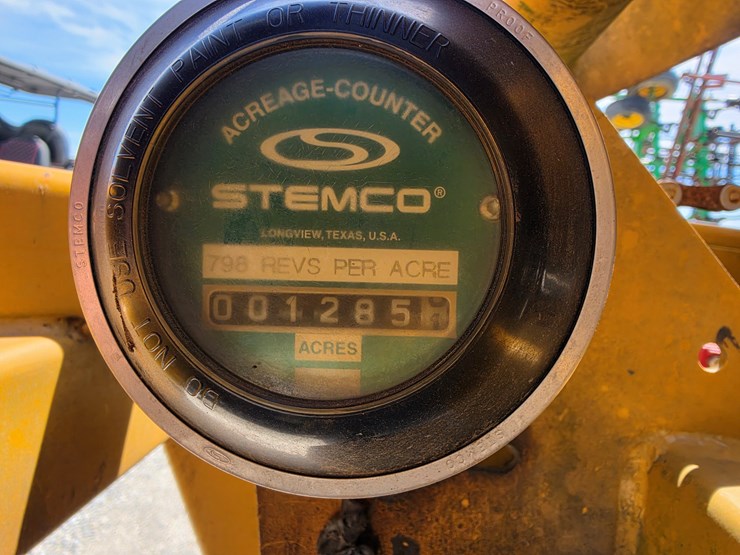 PROOF
DO NOT USE SOLVENT PAINT OR THINNER
STEMCO
ACREAGE-COUNTER
STEMCO®
LONGVIEW, TEXAS, U.S.A.
798 REVS PER ACRE
001285
ACRES